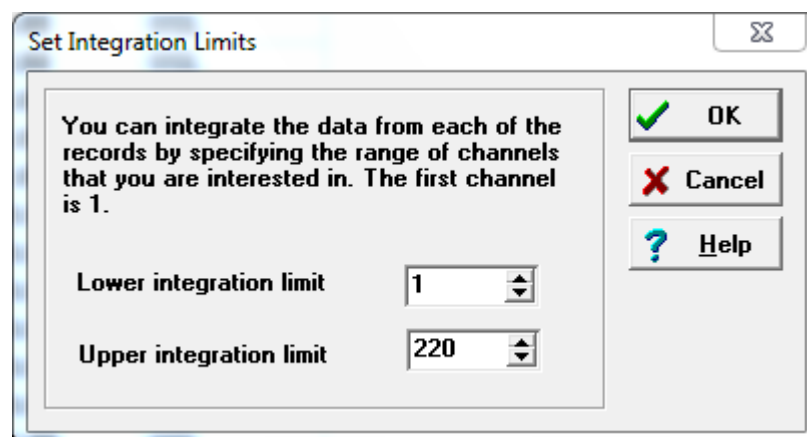 Set Integration Limits
You can integrate the data from each of the
records by specifying the range of channels
that you are interested in. The first channel
is 1.
Lower integration limit 1
Upper integration limit 220
OK
Cancel
Help